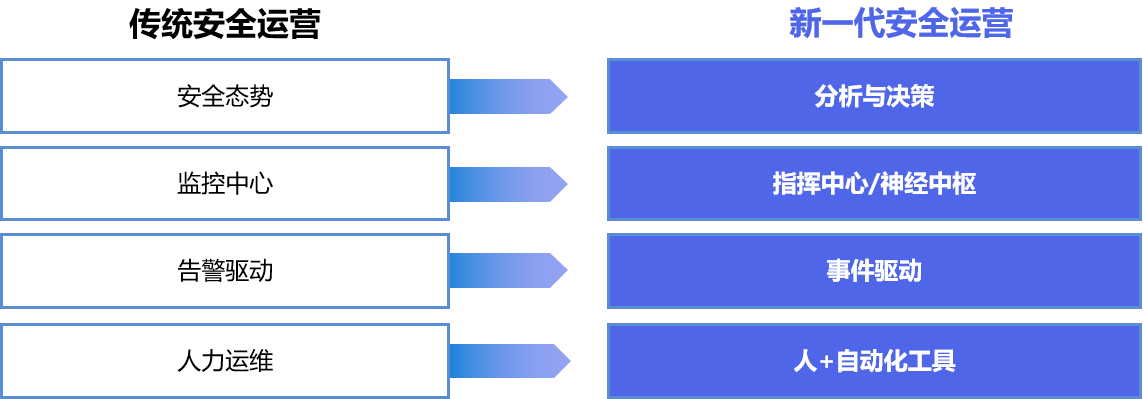 传统安全运营
新一代安全运营
安全态势
分析与决策
监控中心
指挥中心/神经中枢
告警驱动
事件驱动
人力运维
人+自动化工具